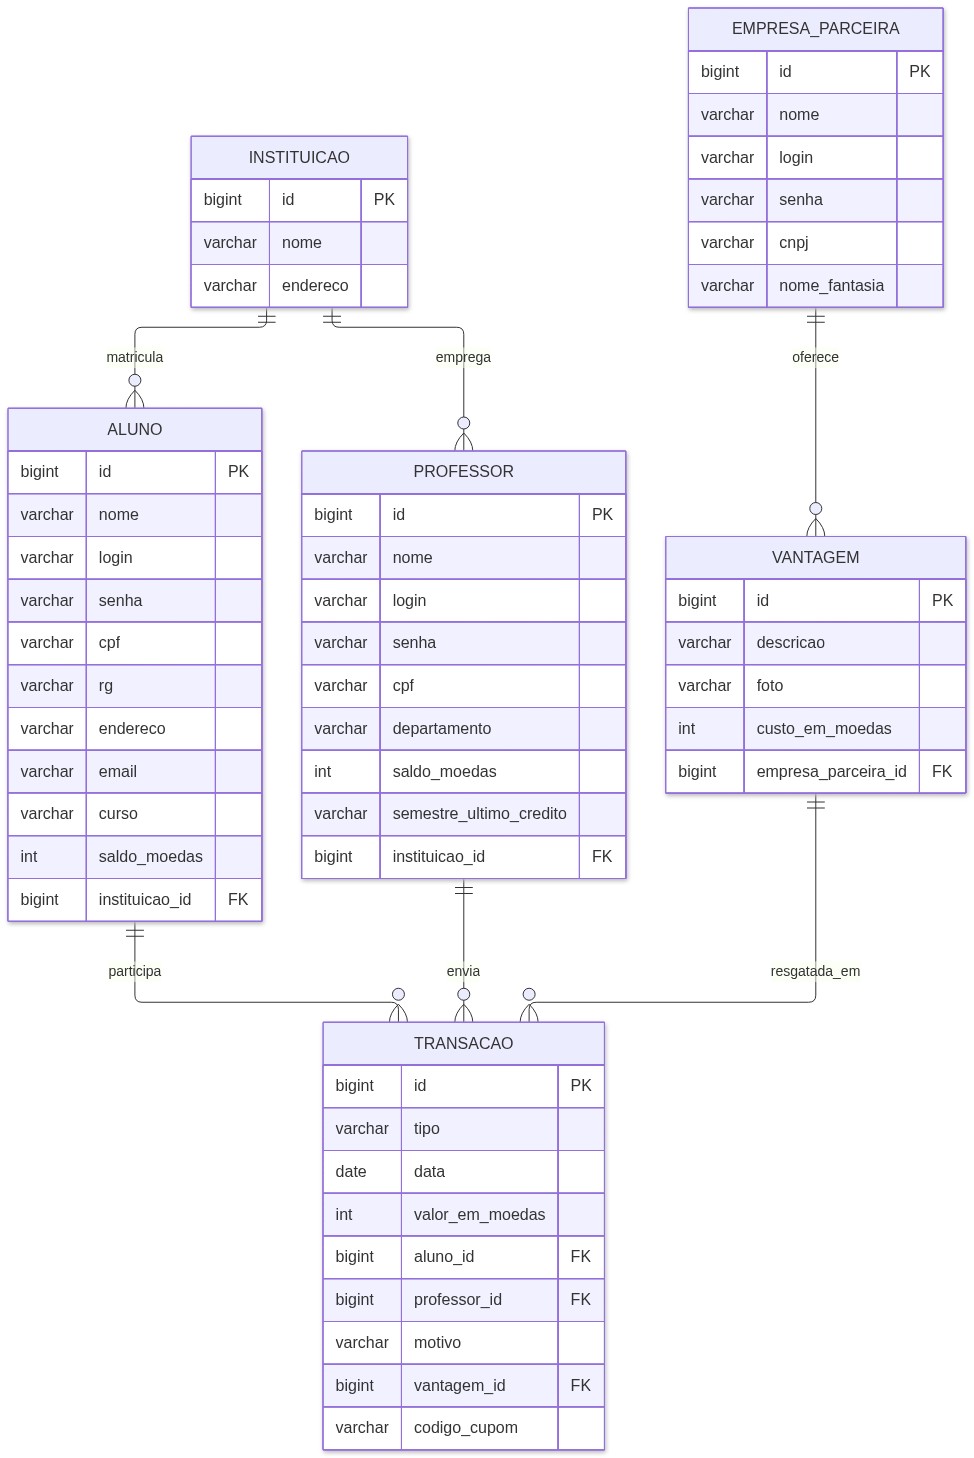 EMPRESA_PARCEIRA
bigint id PK
varchar nome
varchar login
varchar senha
varchar cnpj
varchar nome_fantasia
INSTITUICAO
bigint id PK
varchar nome
varchar endereco
matricula
emprega
oferece
ALUNO
bigint id PK
varchar nome
varchar login
varchar senha
varchar cpf
varchar rg
varchar endereco
varchar email
varchar curso
int saldo_moedas
bigint instituicao_id FK
PROFESSOR
bigint id PK
varchar nome
varchar login
varchar senha
varchar cpf
varchar departamento
int saldo_moedas
varchar semestre_ultimo_credito
bigint instituicao_id FK
VANTAGEM
bigint id PK
varchar descricao
varchar foto
int custo_em_moedas
bigint empresa_parceira_id FK
participa
envia
resgatada_em
TRANSACAO
bigint id PK
varchar tipo
date data
int valor_em_moedas
bigint aluno_id FK
bigint professor_id FK
varchar motivo
bigint vantagem_id FK
varchar codigo_cupom